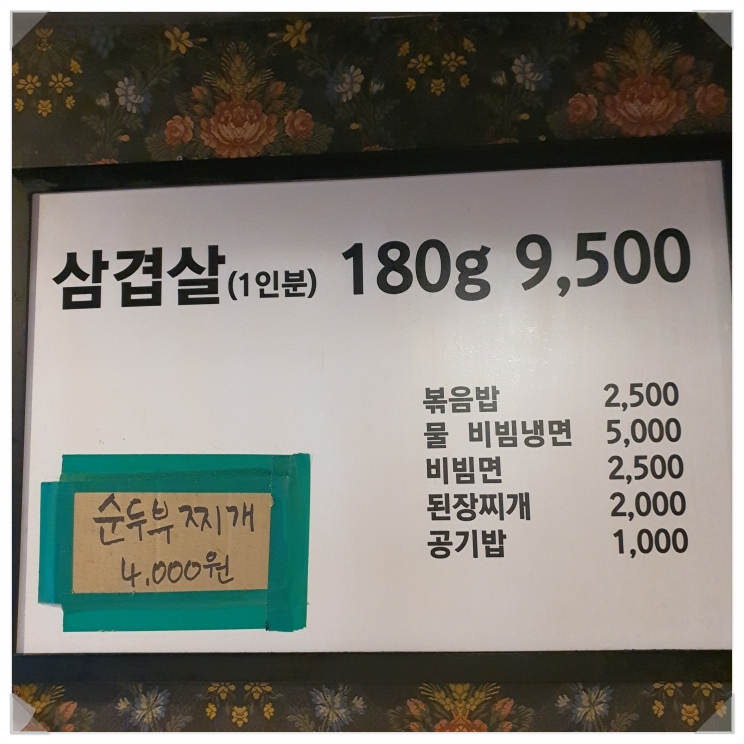 삼겹살(1인분) 180g 9,500
볶음밥 2,500
물 비빔냉면 5,000
비빔면 2,500
된장찌개 2,000
공기밥 1,000
순두부 찌개
4,000원